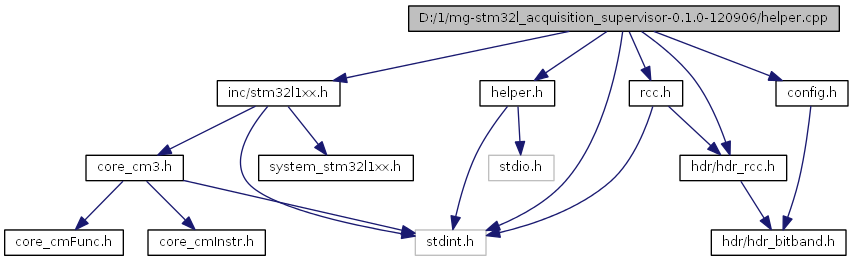 D:/1/mg-stm32l_acquisition_supervisor-0.1.0-120906/helper.cpp
inc/stm32l1xx.h
helper.h
rcc.h
config.h
core_cm3.h
system_stm32l1xx.h
stdio.h
hdr/hdr_rcc.h
core_cmFunc.h
core_cmInstr.h
stdint.h
hdr/hdr_bitband.h